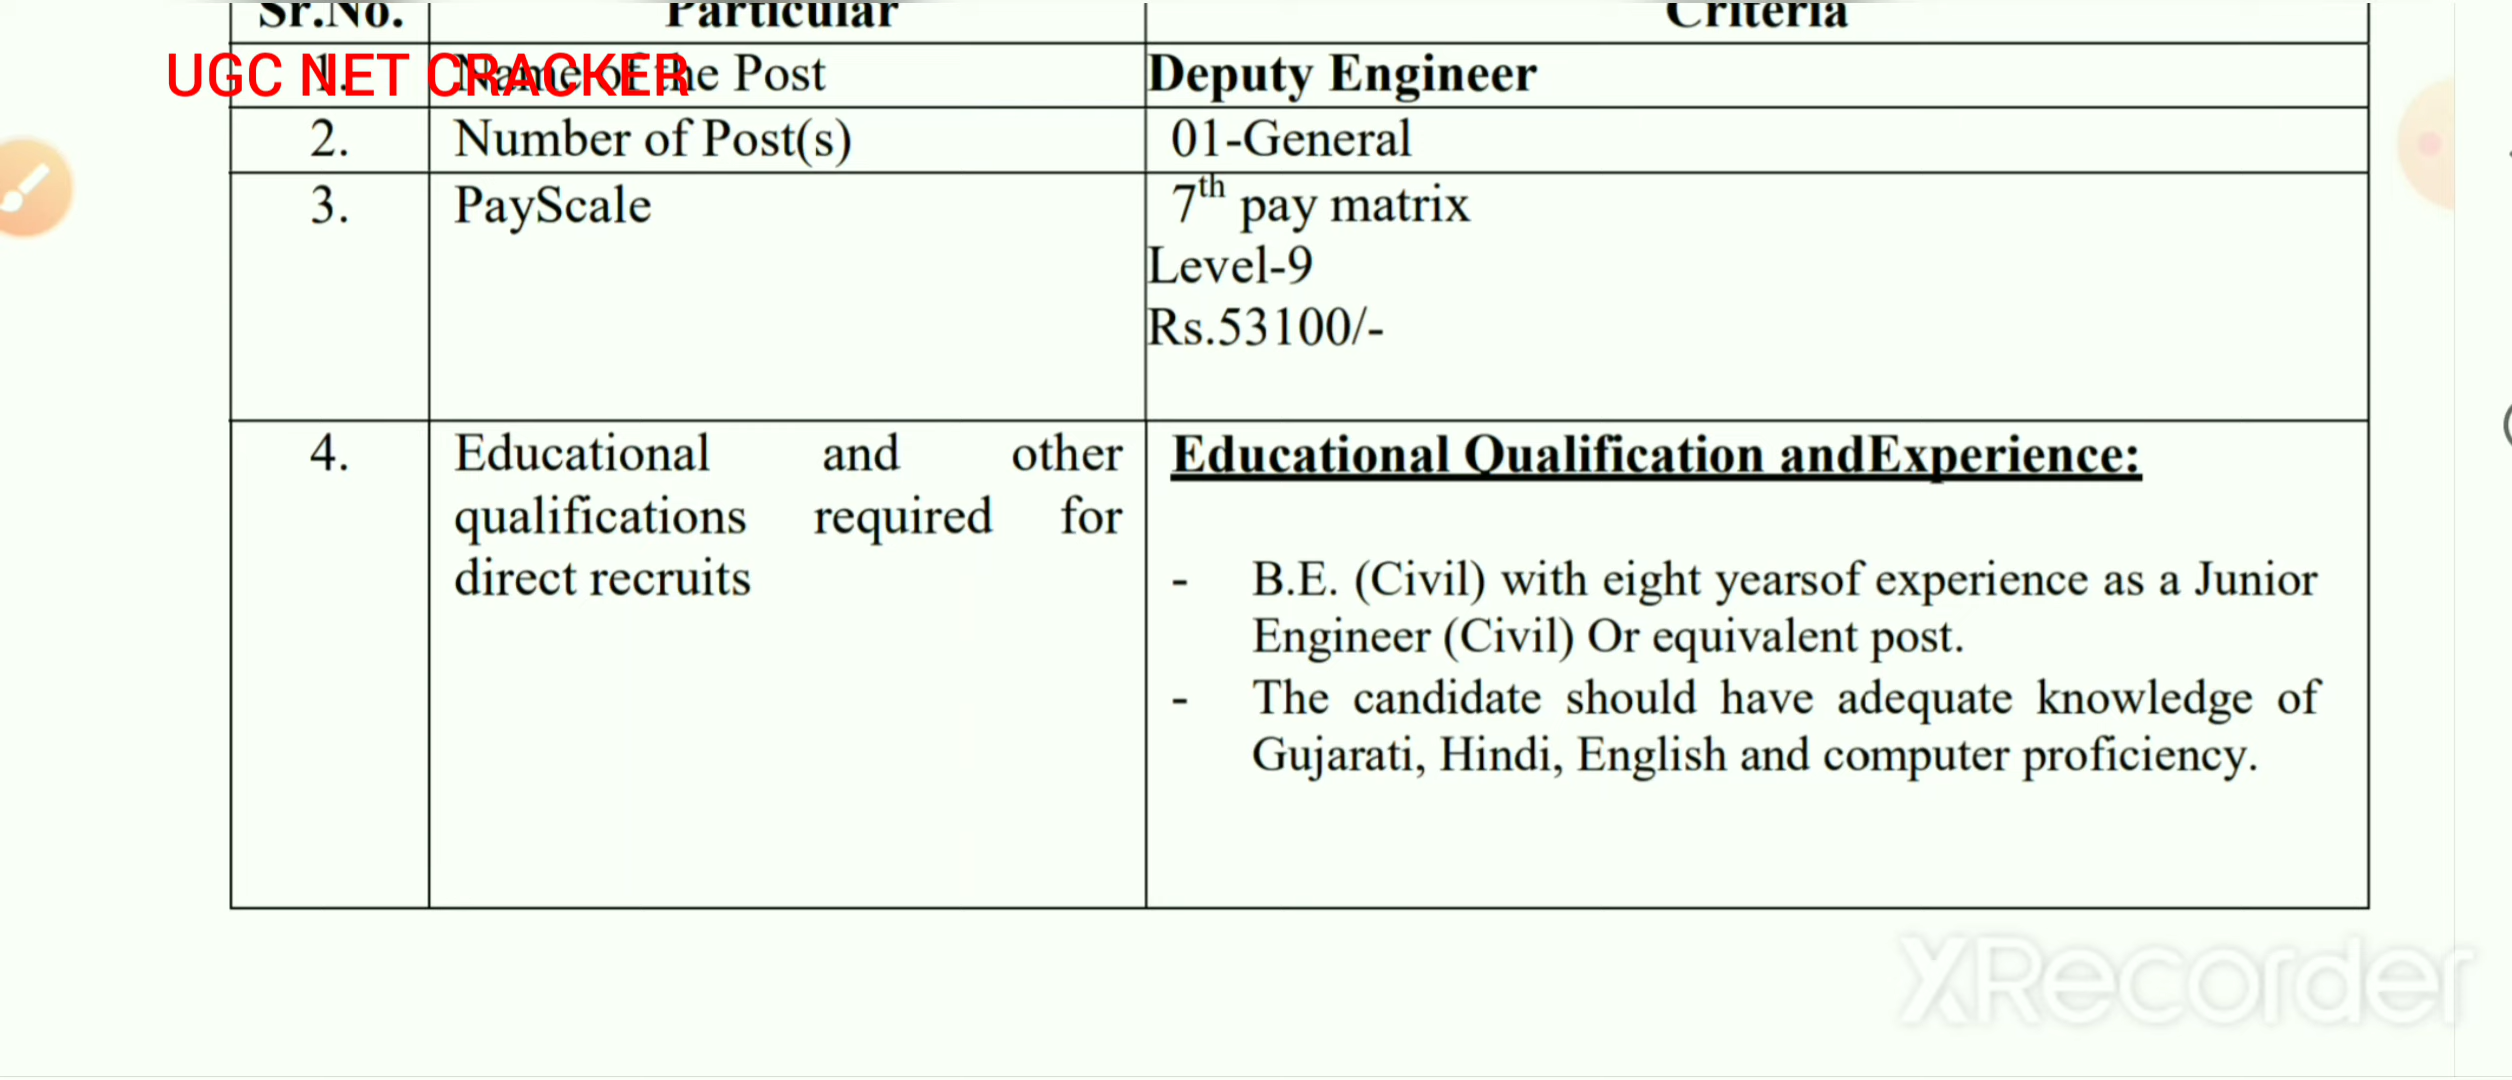 Sr.No. Particular Criteria
UGC NET CRACKER
1. Name of the Post Deputy Engineer
2. Number of Post(s) 01-General
3. PayScale 7th pay matrix
Level-9
Rs.53100/-
4. Educational and other qualifications required for direct recruits
Educational Qualification andExperience:
- B.E. (Civil) with eight yearsof experience as a Junior
Engineer (Civil) Or equivalent post.
- The candidate should have adequate knowledge of
Gujarati, Hindi, English and computer proficiency.
XRecorder